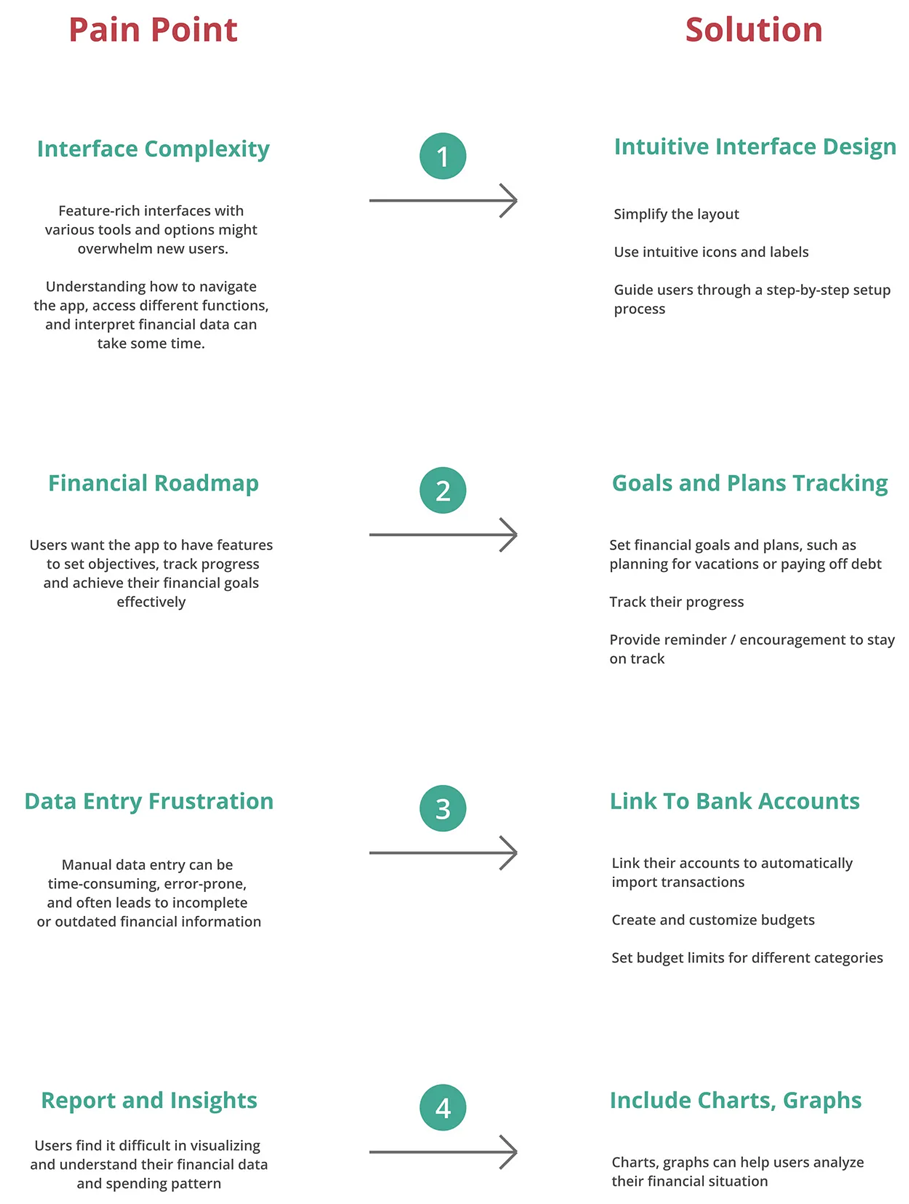 Pain Point
Solution
Interface Complexity
1
Intuitive Interface Design
Feature-rich interfaces with
various tools and options might
overwhelm new users.
Understanding how to navigate
the app, access different functions,
and interpret financial data can
take some time.
Simplify the layout
Use intuitive icons and labels
Guide users through a step-by-step setup
process
Financial Roadmap
2
Goals and Plans Tracking
Users want the app to have features
to set objectives, track progress
and achieve their financial goals
effectively
Set financial goals and plans, such as
planning for vacations or paying off debt
Track their progress
Provide reminder / encouragement to stay
on track
Data Entry Frustration
3
Link To Bank Accounts
Manual data entry can be
time-consuming, error-prone,
and often leads to incomplete
or outdated financial information
Link their accounts to automatically
import transactions
Create and customize budgets
Set budget limits for different categories
Report and Insights
4
Include Charts, Graphs
Users find it difficult in visualizing
and understand their financial data
and spending pattern
Charts, graphs can help users analyze
their financial situation